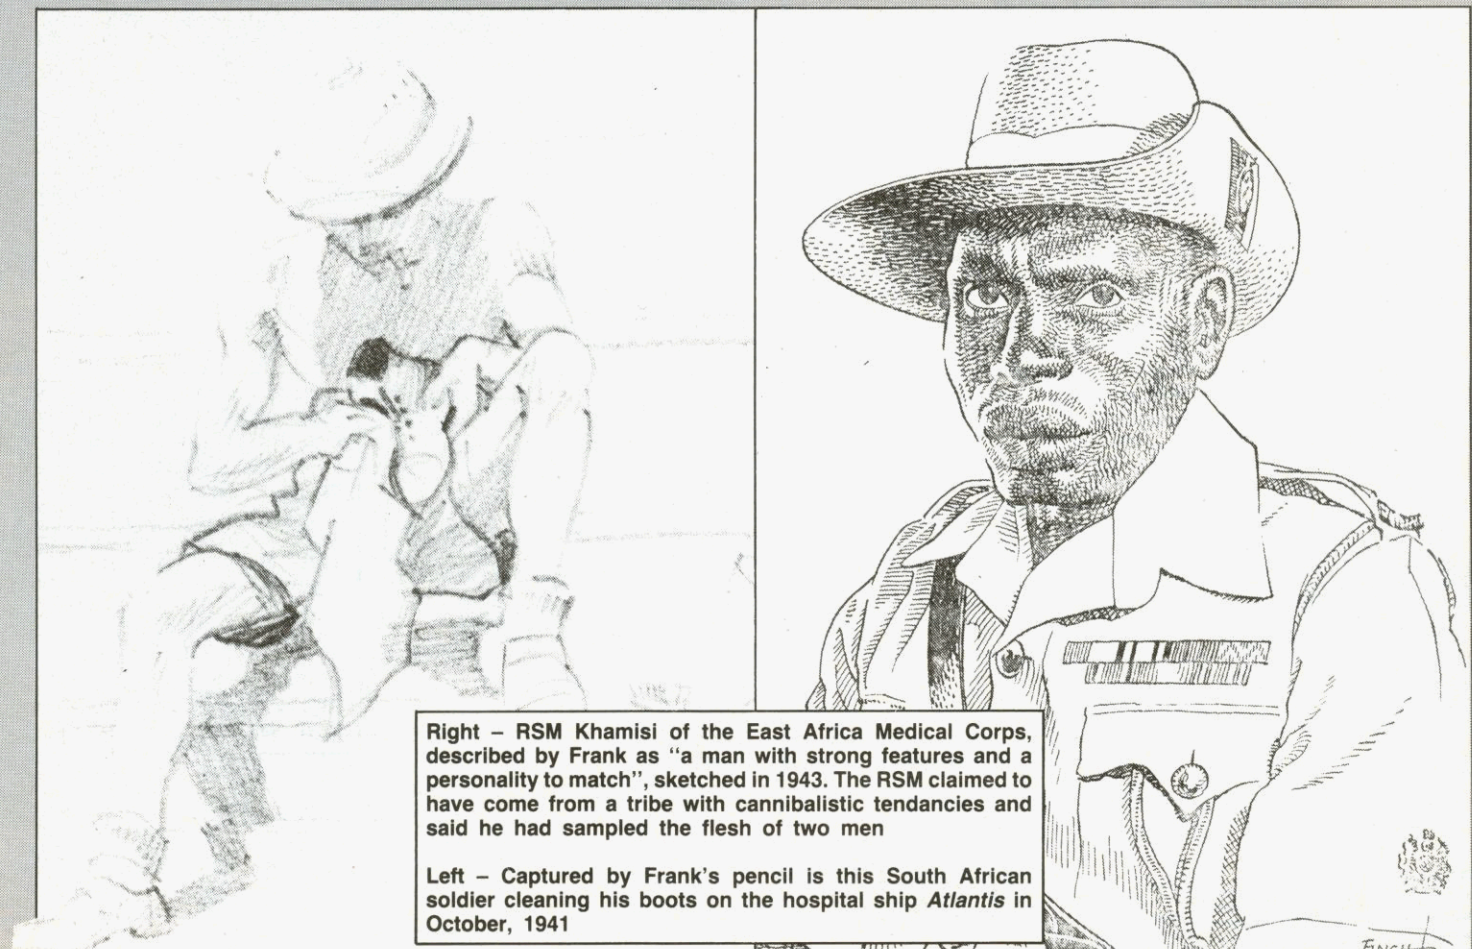 Right – RSM Khamisi of the East Africa Medical Corps,
described by Frank as “a man with strong features and a
personality to match”, sketched in 1943. The RSM claimed to
have come from a tribe with cannibalistic tendancies and
said he had sampled the flesh of two men
Left – Captured by Frank’s pencil is this South African
soldier cleaning his boots on the hospital ship Atlantis in
October, 1941
FINCH